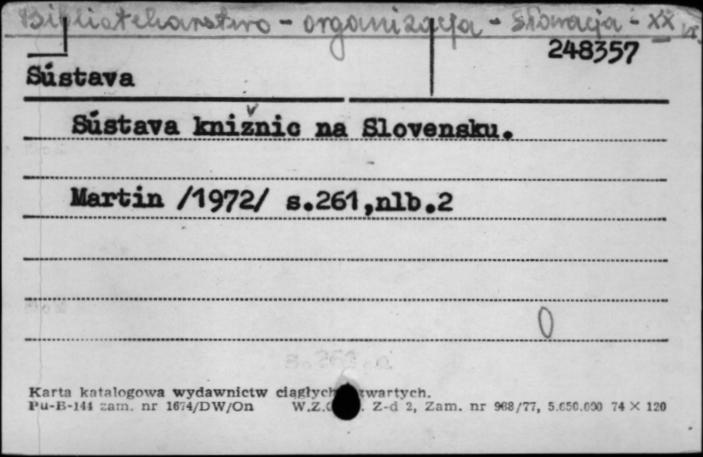 Bibliotekarstwo - organizacja - Słowacja - XX w.
248357
Sústava
Sústava knižnic na Slovensku.
Martin /1972/ s.261,nlb.2
Karta katalogowa wydawnictw ciągłych
Pu-B-144 zam. nr 1674/DW/On Z-d 2, Zam. nr 968/77, 5.650.000 74 × 120